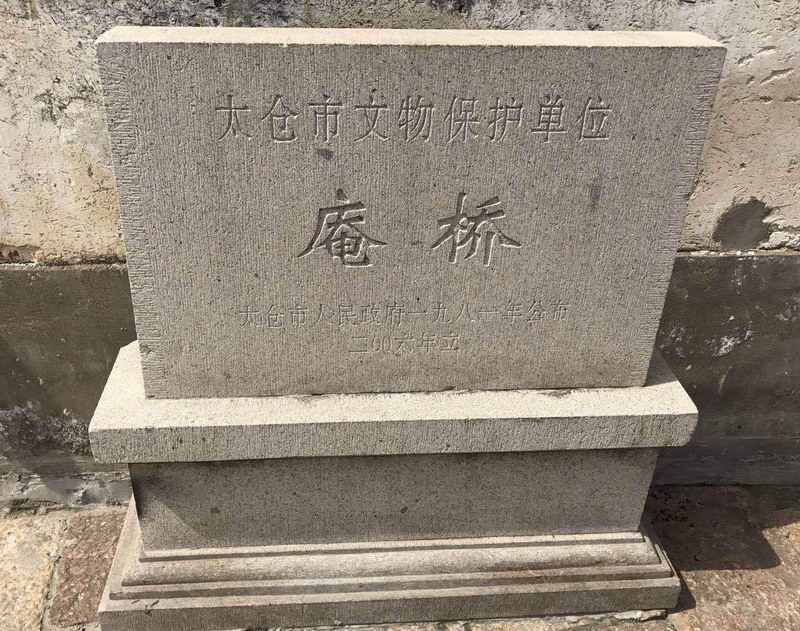 太仓市文物保护单位
庵桥
太仓市人民政府一九八一年公布
二00六年立